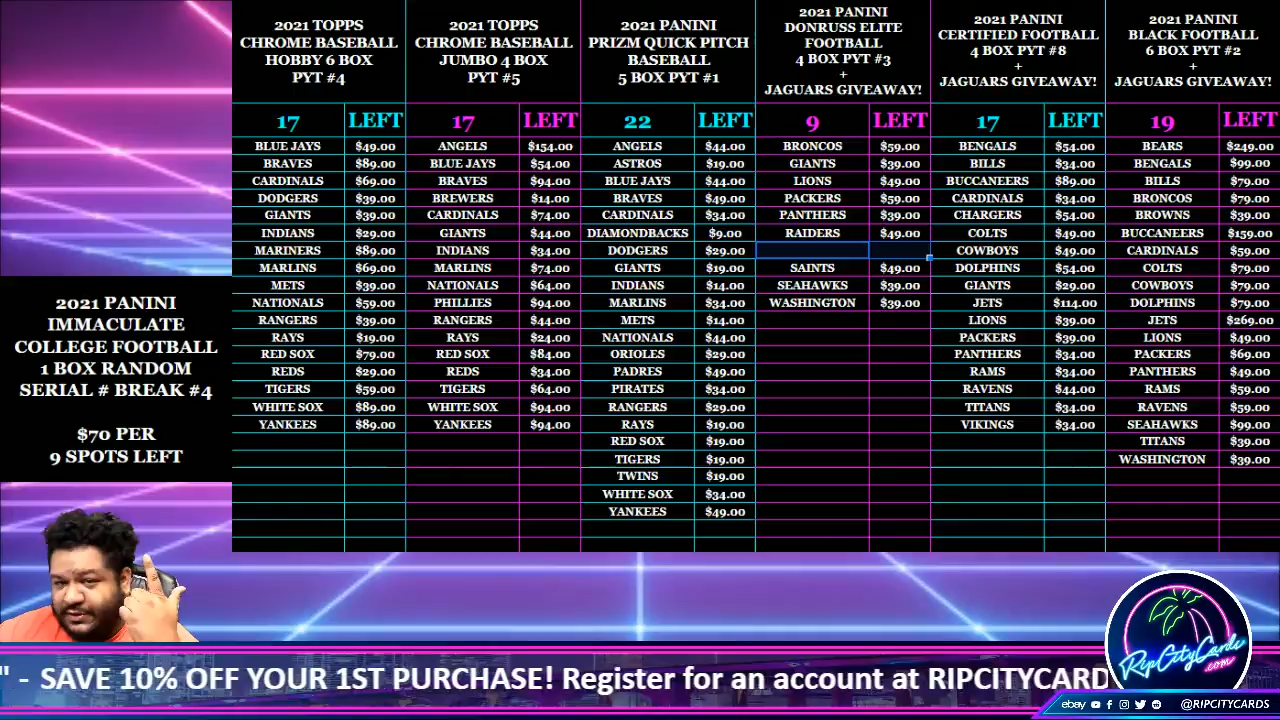 2021 TOPPS
CHROME BASEBALL
HOBBY 6 BOX
PYT #4
17 LEFT
BLUE JAYS $49.00
BRAVES $89.00
CARDINALS $69.00
DODGERS $39.00
GIANTS $39.00
INDIANS $29.00
MARINERS $89.00
MARLINS $69.00
METS $39.00
NATIONALS $59.00
RANGERS $39.00
RAYS $19.00
RED SOX $79.00
REDS $29.00
TIGERS $59.00
WHITE SOX $89.00
YANKEES $89.00
2021 TOPPS
CHROME BASEBALL
JUMBO 4 BOX
PYT #5
17 LEFT
ANGELS $154.00
BLUE JAYS $54.00
BRAVES $94.00
BREWERS $14.00
CARDINALS $74.00
GIANTS $44.00
INDIANS $34.00
MARLINS $74.00
NATIONALS $64.00
PHILLIES $94.00
RANGERS $44.00
RAYS $24.00
RED SOX $84.00
REDS $34.00
TIGERS $64.00
WHITE SOX $94.00
YANKEES $94.00
2021 PANINI
PRIZM QUICK PITCH
BASEBALL
5 BOX PYT #1
22 LEFT
ANGELS $44.00
ASTROS $19.00
BLUE JAYS $44.00
BRAVES $49.00
CARDINALS $34.00
DIAMONDBACKS $9.00
DODGERS $29.00
GIANTS $19.00
INDIANS $14.00
MARLINS $34.00
METS $14.00
NATIONALS $44.00
ORIOLES $29.00
PADRES $49.00
PIRATES $34.00
RANGERS $29.00
RAYS $19.00
RED SOX $19.00
TIGERS $19.00
TWINS $19.00
WHITE SOX $34.00
YANKEES $49.00
2021 PANINI
DONRUSS ELITE
FOOTBALL
4 BOX PYT #3
+
JAGUARS GIVEAWAY!
9 LEFT
BRONCOS $59.00
GIANTS $39.00
LIONS $49.00
PACKERS $59.00
PANTHERS $39.00
RAIDERS $49.00
SAINTS $49.00
SEAHAWKS $39.00
WASHINGTON $39.00
2021 PANINI
CERTIFIED FOOTBALL
4 BOX PYT #8
+
JAGUARS GIVEAWAY!
17 LEFT
BENGALS $54.00
BILLS $34.00
BUCCANEERS $89.00
CARDINALS $34.00
CHARGERS $54.00
COLTS $49.00
COWBOYS $49.00
DOLPHINS $54.00
GIANTS $29.00
JETS $114.00
LIONS $39.00
PACKERS $39.00
PANTHERS $34.00
RAMS $34.00
RAVENS $44.00
TITANS $34.00
VIKINGS $34.00
2021 PANINI
BLACK FOOTBALL
6 BOX PYT #2
+
JAGUARS GIVEAWAY!
19 LEFT
BEARS $249.00
BENGALS $99.00
BILLS $79.00
BRONCOS $79.00
BROWNS $39.00
BUCCANEERS $159.00
CARDINALS $59.00
COLTS $79.00
COWBOYS $79.00
DOLPHINS $79.00
JETS $269.00
LIONS $49.00
PACKERS $69.00
PANTHERS $49.00
RAMS $59.00
RAVENS $59.00
SEAHAWKS $99.00
TITANS $39.00
WASHINGTON $39.00
2021 PANINI
IMMACULATE
COLLEGE FOOTBALL
1 BOX RANDOM
SERIAL # BREAK #4
$70 PER
9 SPOTS LEFT
RipCityCards
.com
" - SAVE 10% OFF YOUR 1ST PURCHASE! Register for an account at RIPCITYCARD
ebay @RIPCITYCARDS